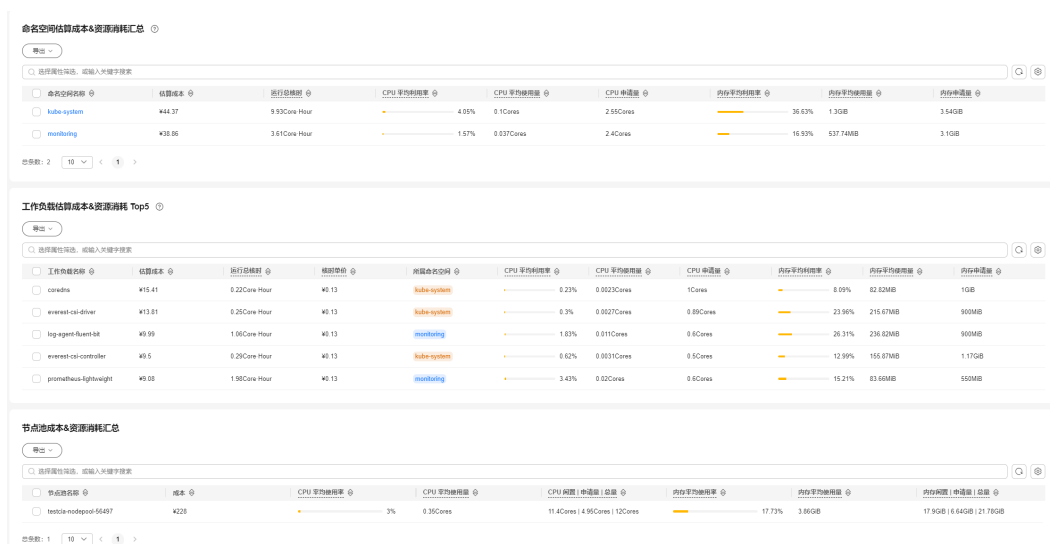 命名空间估算成本&资源消耗汇总
导出
选择属性筛选，或输入关键字搜索
命名空间名称 估算成本 运行总核时 CPU 平均利用率 CPU 平均使用量 CPU 申请量 内存平均利用率 内存平均使用量 内存申请量
kube-system ¥44.37 9.93Core·Hour 4.05% 0.1Cores 2.55Cores 36.63% 1.3GiB 3.54GiB
monitoring ¥38.86 3.61Core·Hour 1.57% 0.037Cores 2.4Cores 16.93% 537.74MiB 3.1GiB
总条数：2 10 1
工作负载估算成本&资源消耗 Top5
导出
选择属性筛选，或输入关键字搜索
工作负载名称 估算成本 运行总核时 核时单价 所属命名空间 CPU 平均利用率 CPU 平均使用量 CPU 申请量 内存平均利用率 内存平均使用量 内存申请量
coredns ¥15.41 0.22Core·Hour ¥0.13 kube-system 0.23% 0.0023Cores 1Cores 8.09% 82.82MiB 1GiB
everest-csi-driver ¥13.81 0.25Core·Hour ¥0.13 kube-system 0.3% 0.0027Cores 0.89Cores 23.96% 215.67MiB 900MiB
log-agent-fluent-bit ¥9.99 1.06Core·Hour ¥0.13 monitoring 1.83% 0.011Cores 0.6Cores 26.31% 236.82MiB 900MiB
everest-csi-controller ¥9.5 0.29Core·Hour ¥0.13 kube-system 0.62% 0.0031Cores 0.5Cores 12.99% 155.87MiB 1.17GiB
prometheus-lightweight ¥9.08 1.98Core·Hour ¥0.13 monitoring 3.43% 0.02Cores 0.6Cores 15.21% 83.66MiB 550MiB
节点池成本&资源消耗汇总
导出
选择属性筛选，或输入关键字搜索
节点池名称 成本 CPU 平均使用率 CPU 平均使用量 CPU 闲置 | 申请量 | 总量 内存平均使用率 内存平均使用量 内存闲置 | 申请量 | 总量
testcia-nodepool-56497 ¥228 3% 0.35Cores 11.4Cores | 4.95Cores | 12Cores 17.73% 3.86GiB 17.9GiB | 6.64GiB | 21.78GiB
总条数：1 10 1